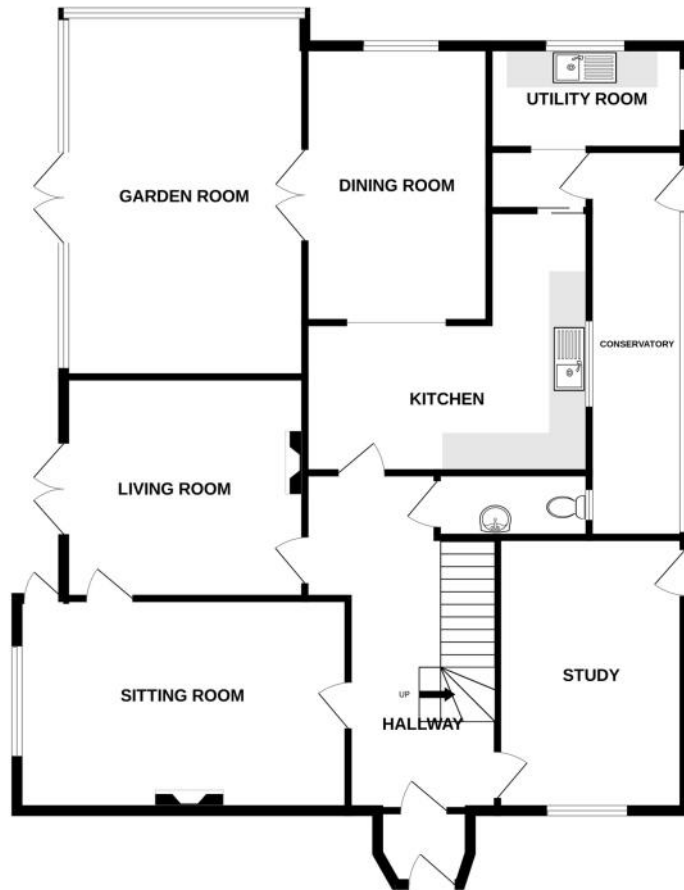 UTILITY ROOM
DINING ROOM
GARDEN ROOM
CONSERVATORY
KITCHEN
LIVING ROOM
STUDY
SITTING ROOM
UP
HALLWAY